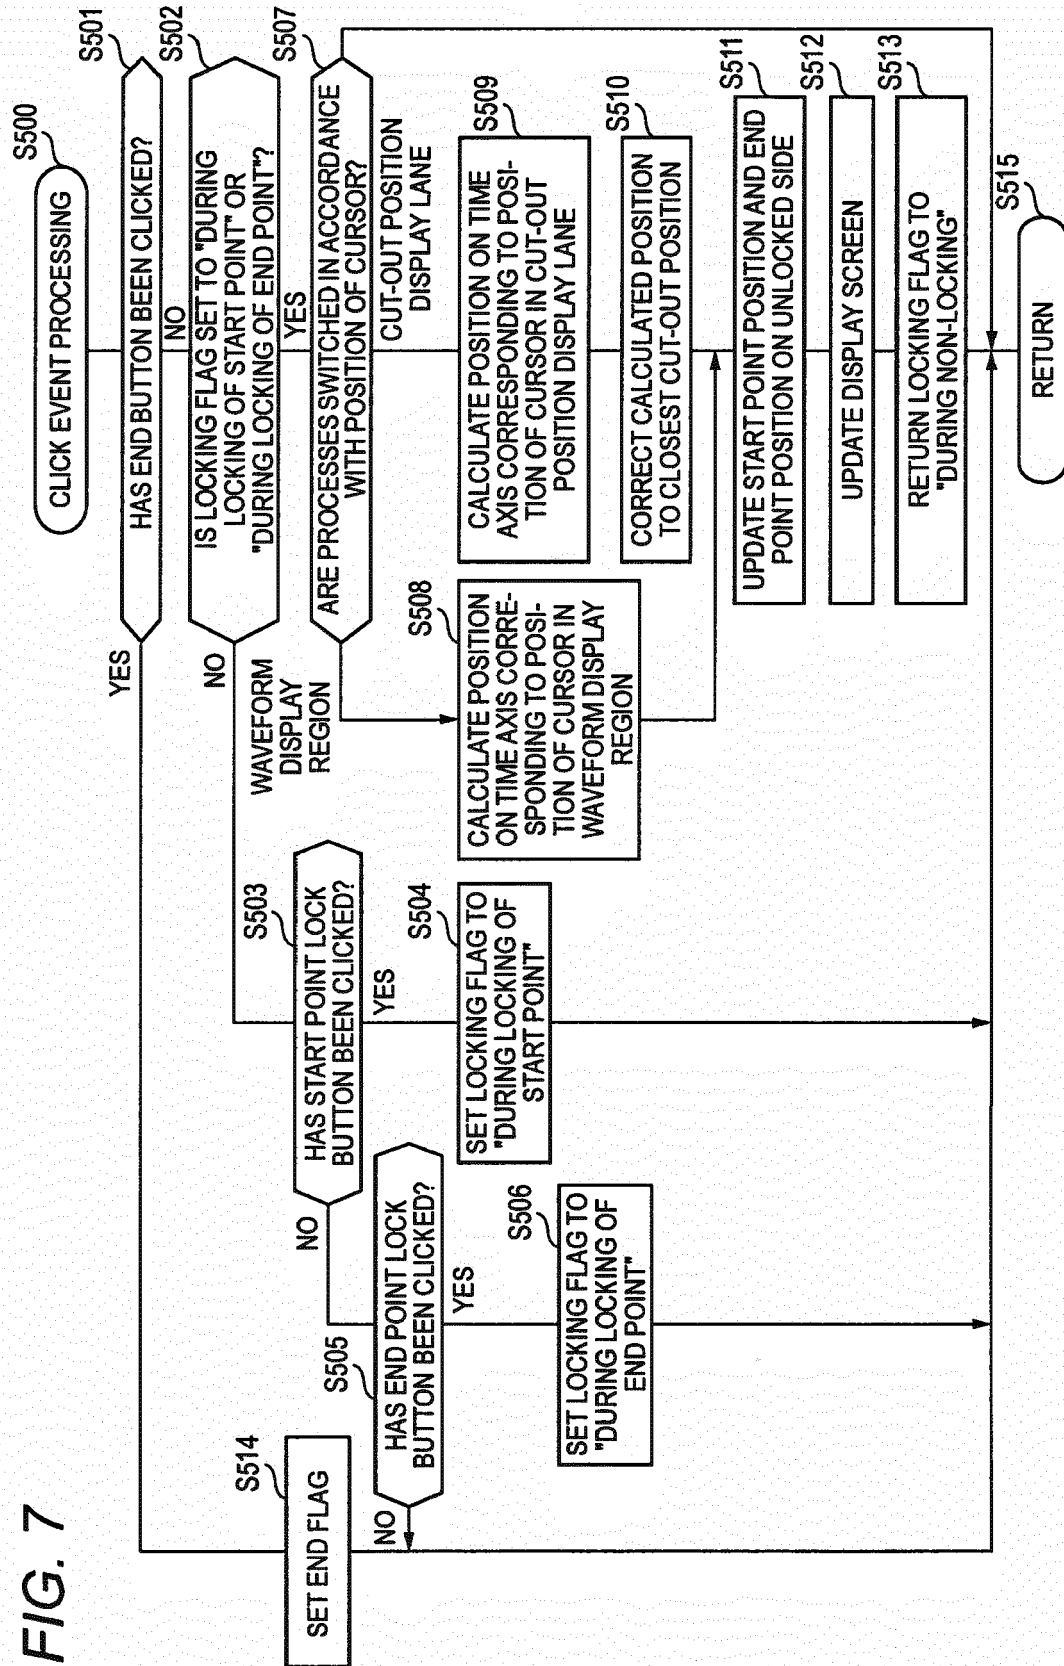 FIG. 7
S500
CLICK EVENT PROCESSING
S501
HAS END BUTTON BEEN CLICKED?
YES
NO
S502
IS LOCKING FLAG SET TO "DURING
LOCKING OF START POINT" OR
"DURING LOCKING OF END POINT"?
NO
YES
S507
ARE PROCESSES SWITCHED IN ACCORDANCE
WITH POSITION OF CURSOR?
WAVEFORM
DISPLAY
REGION
CUT-OUT POSITION
DISPLAY LANE
S514
SET END FLAG
S503
HAS START POINT LOCK
BUTTON BEEN CLICKED?
NO
YES
S505
HAS END POINT LOCK
BUTTON BEEN CLICKED?
NO
YES
S504
SET LOCKING FLAG TO
"DURING LOCKING OF
START POINT"
S506
SET LOCKING FLAG TO
"DURING LOCKING OF
END POINT"
S508
CALCULATE POSITION
ON TIME AXIS CORRE-
SPONDING TO POSI-
TION OF CURSOR IN
WAVEFORM DISPLAY
REGION
S509
CALCULATE POSITION ON TIME
AXIS CORRESPONDING TO POSI-
TION OF CURSOR IN CUT-OUT
POSITION DISPLAY LANE
S510
CORRECT CALCULATED POSITION
TO CLOSEST CUT-OUT POSITION
S511
UPDATE START POINT POSITION AND END
POINT POSITION ON UNLOCKED SIDE
S512
UPDATE DISPLAY SCREEN
S513
RETURN LOCKING FLAG TO
"DURING NON-LOCKING"
S515
RETURN